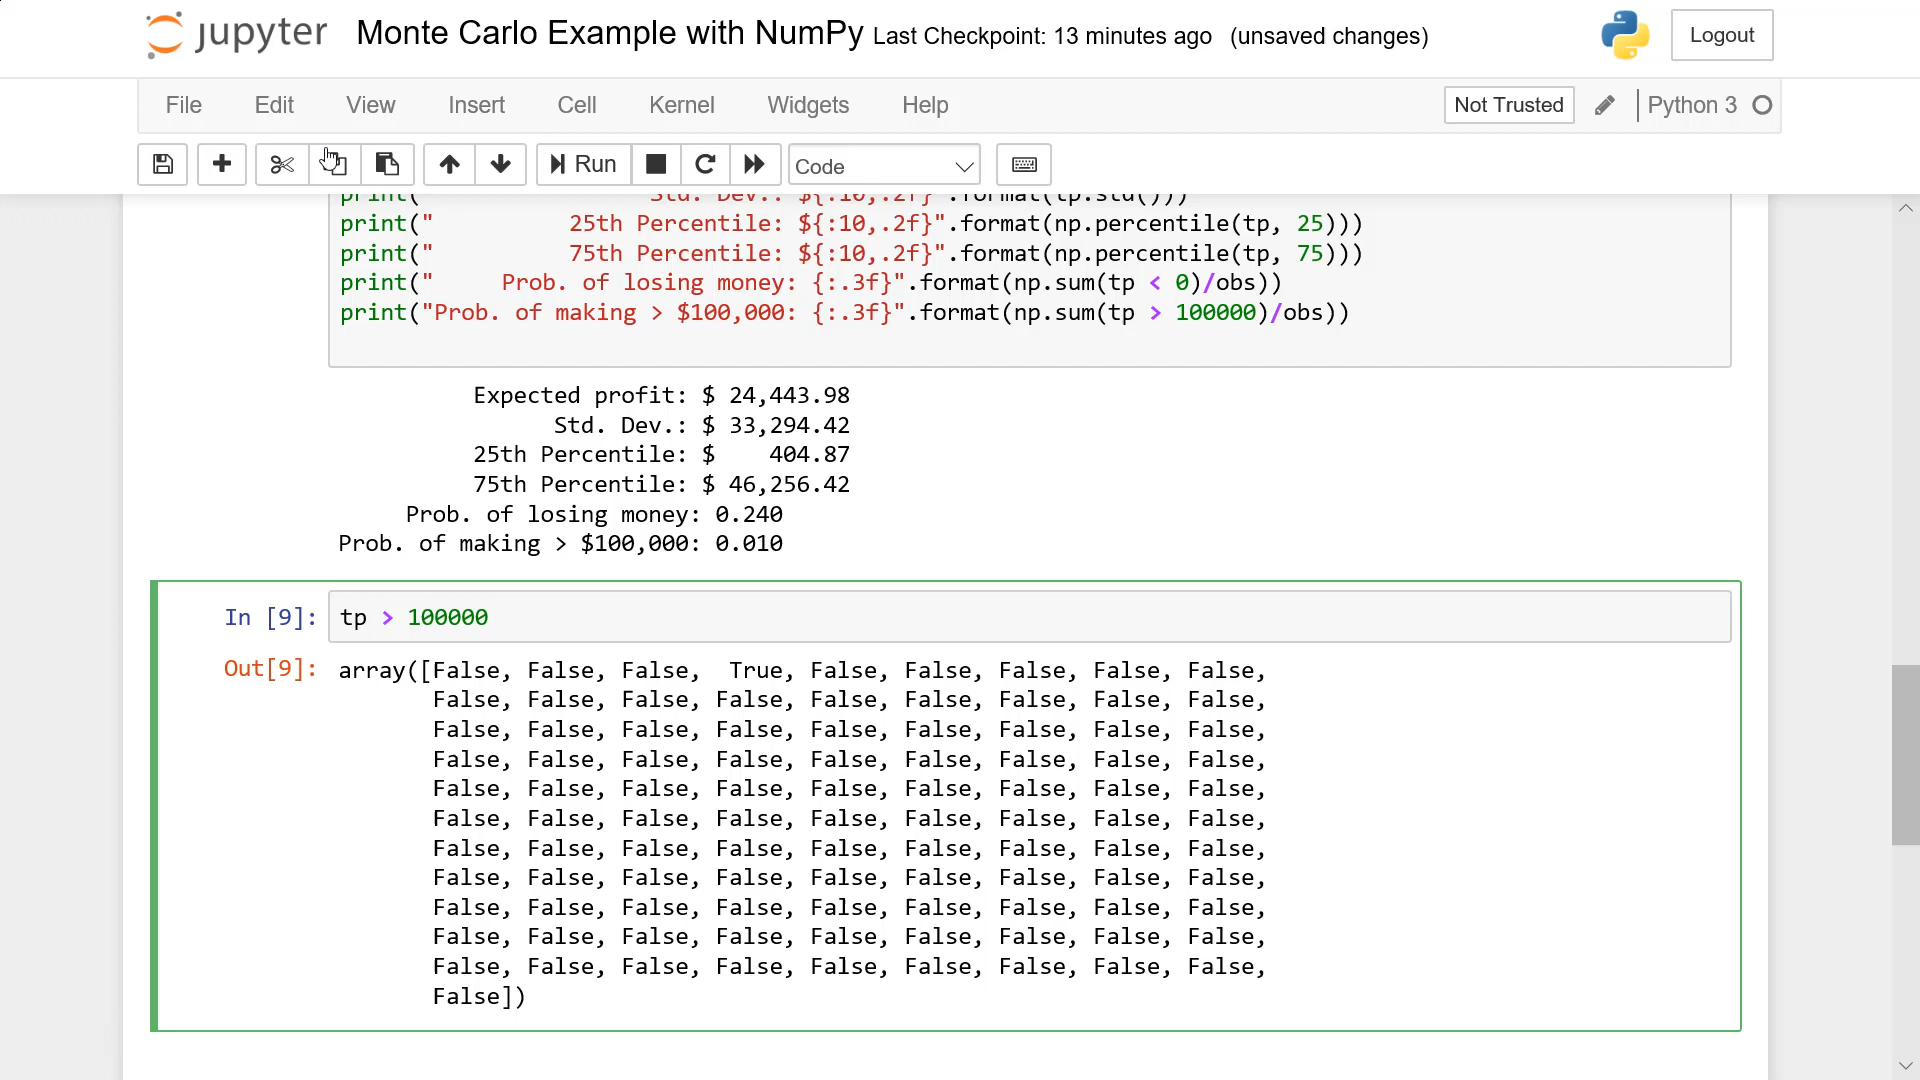 jupyter Monte Carlo Example with NumPy Last Checkpoint: 13 minutes ago (unsaved changes) Logout
File Edit View Insert Cell Kernel Widgets Help Not Trusted Python 3
Run Code
print("                Std. Dev.: ${:10,.2f}".format(tp.std()))
print("          25th Percentile: ${:10,.2f}".format(np.percentile(tp, 25)))
print("          75th Percentile: ${:10,.2f}".format(np.percentile(tp, 75)))
print("     Prob. of losing money: {:.3f}".format(np.sum(tp < 0)/obs))
print("Prob. of making > $100,000: {:.3f}".format(np.sum(tp > 100000)/obs))
Expected profit: $ 24,443.98
Std. Dev.: $ 33,294.42
25th Percentile: $    404.87
75th Percentile: $ 46,256.42
Prob. of losing money: 0.240
Prob. of making > $100,000: 0.010
In [9]: tp > 100000
Out[9]: array([False, False, False,  True, False, False, False, False, False,
False, False, False, False, False, False, False, False, False,
False, False, False, False, False, False, False, False, False,
False, False, False, False, False, False, False, False, False,
False, False, False, False, False, False, False, False, False,
False, False, False, False, False, False, False, False, False,
False, False, False, False, False, False, False, False, False,
False, False, False, False, False, False, False, False, False,
False, False, False, False, False, False, False, False, False,
False, False, False, False, False, False, False, False, False,
False, False, False, False, False, False, False, False, False,
False])